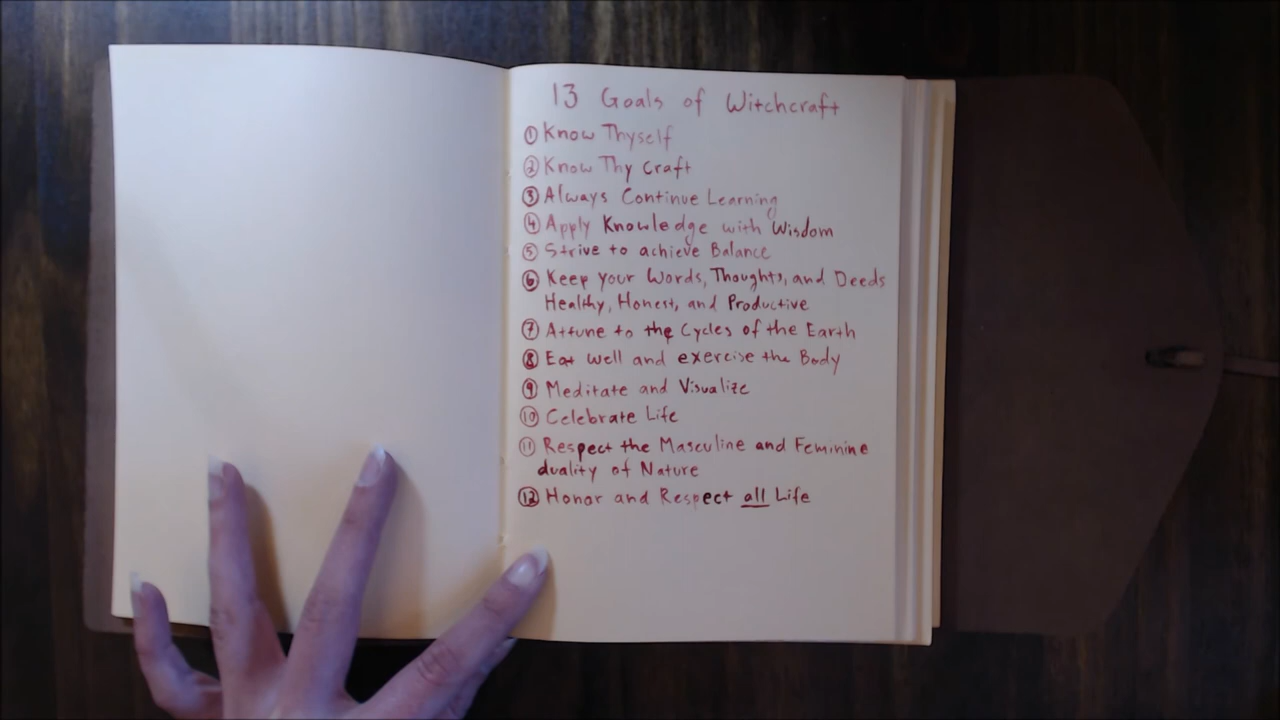 13 Goals of Witchcraft
① Know Thyself
② Know Thy Craft
③ Always Continue Learning
④ Apply Knowledge with Wisdom
⑤ Strive to achieve Balance
⑥ Keep your Words, Thoughts, and Deeds
Healthy, Honest, and Productive
⑦ Attune to the Cycles of the Earth
⑧ Eat well and exercise the Body
⑨ Meditate and Visualize
⑩ Celebrate Life
⑪ Respect the Masculine and Feminine
duality of Nature
⑫ Honor and Respect all Life